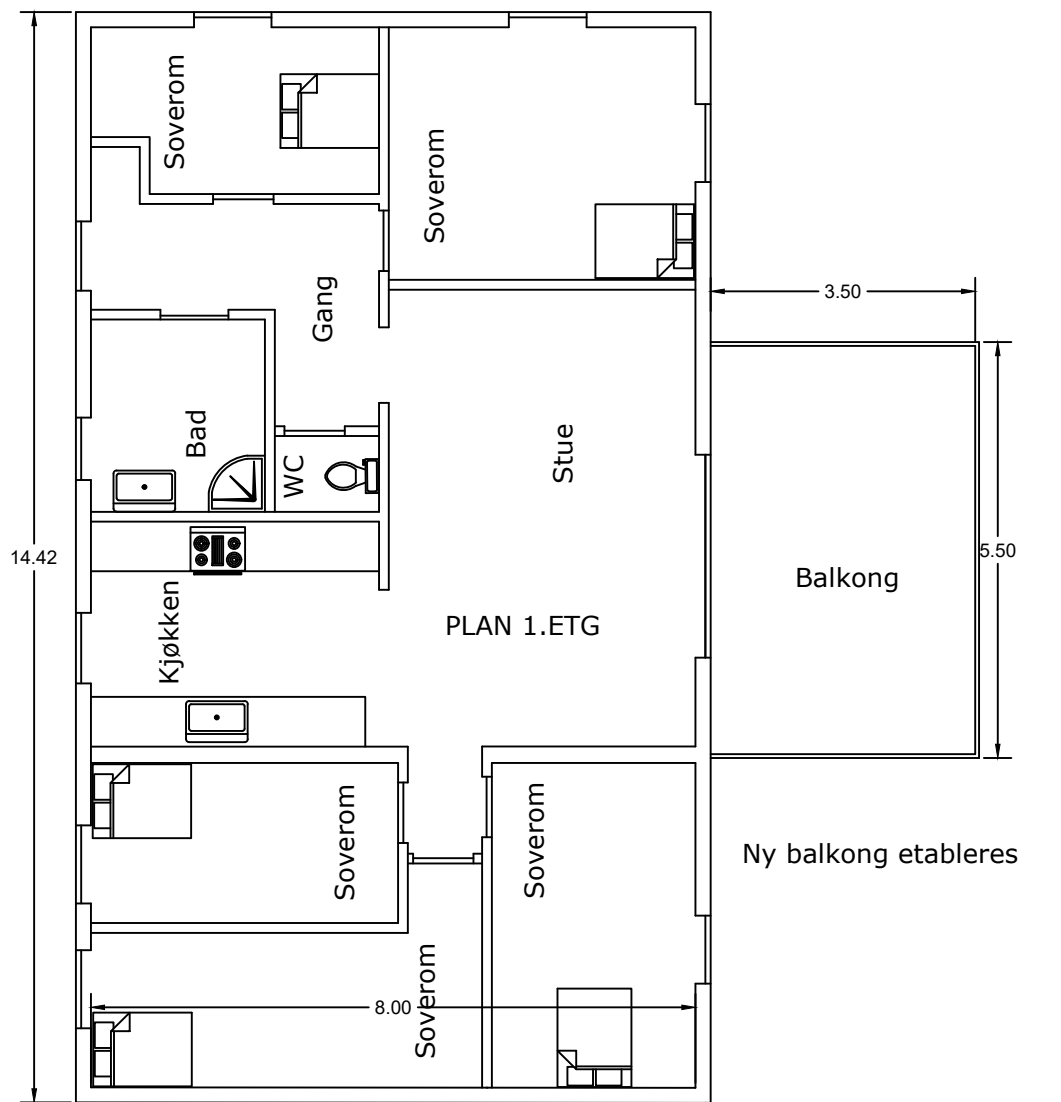 Soverom
Soverom
Gang
3.50
Bad
WC
Stue
14.42
5.50
Balkong
Kjøkken
PLAN 1.ETG
Soverom
Soverom
Ny balkong etableres
Soverom
8.00